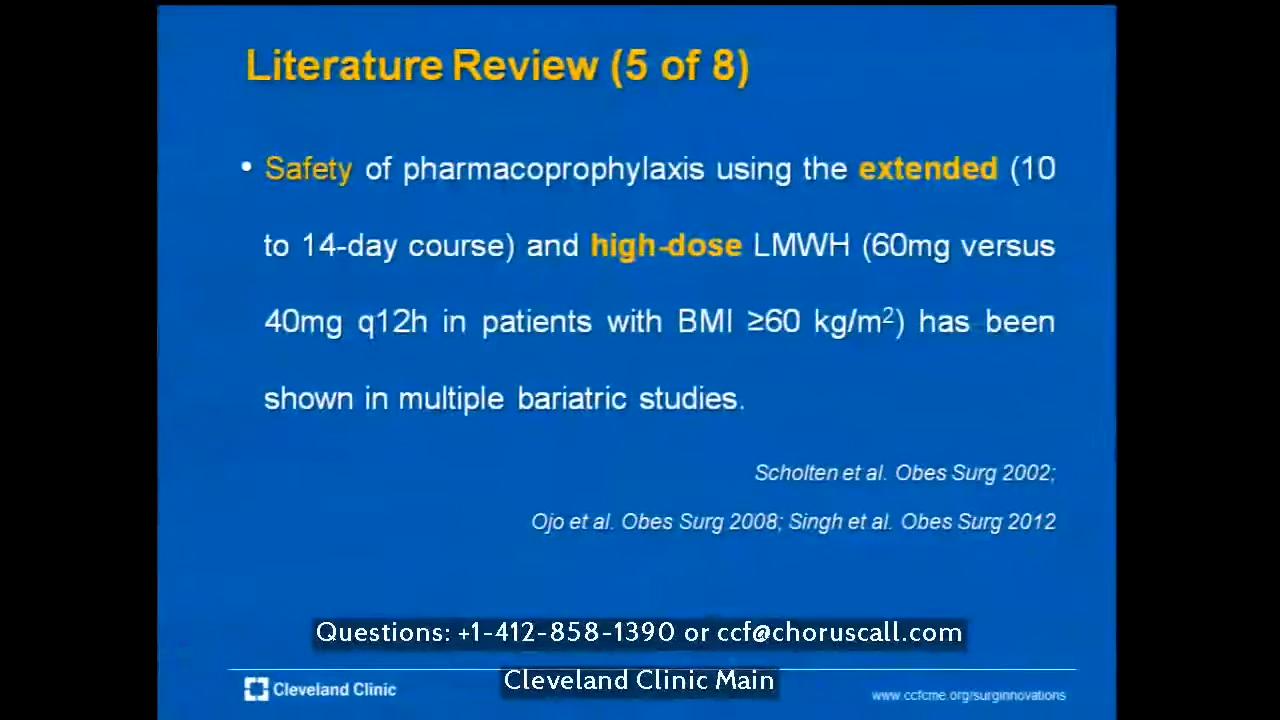 Literature Review (5 of 8)
• Safety of pharmacoprophylaxis using the extended (10
to 14-day course) and high-dose LMWH (60mg versus
40mg q12h in patients with BMI ≥60 kg/m²) has been
shown in multiple bariatric studies.
Scholten et al. Obes Surg 2002;
Ojo et al. Obes Surg 2008; Singh et al. Obes Surg 2012
Questions: +1-412-858-1390 or ccf@choruscall.com
Cleveland Clinic Main
Cleveland Clinic
www.ccfcme.org/surginnovations